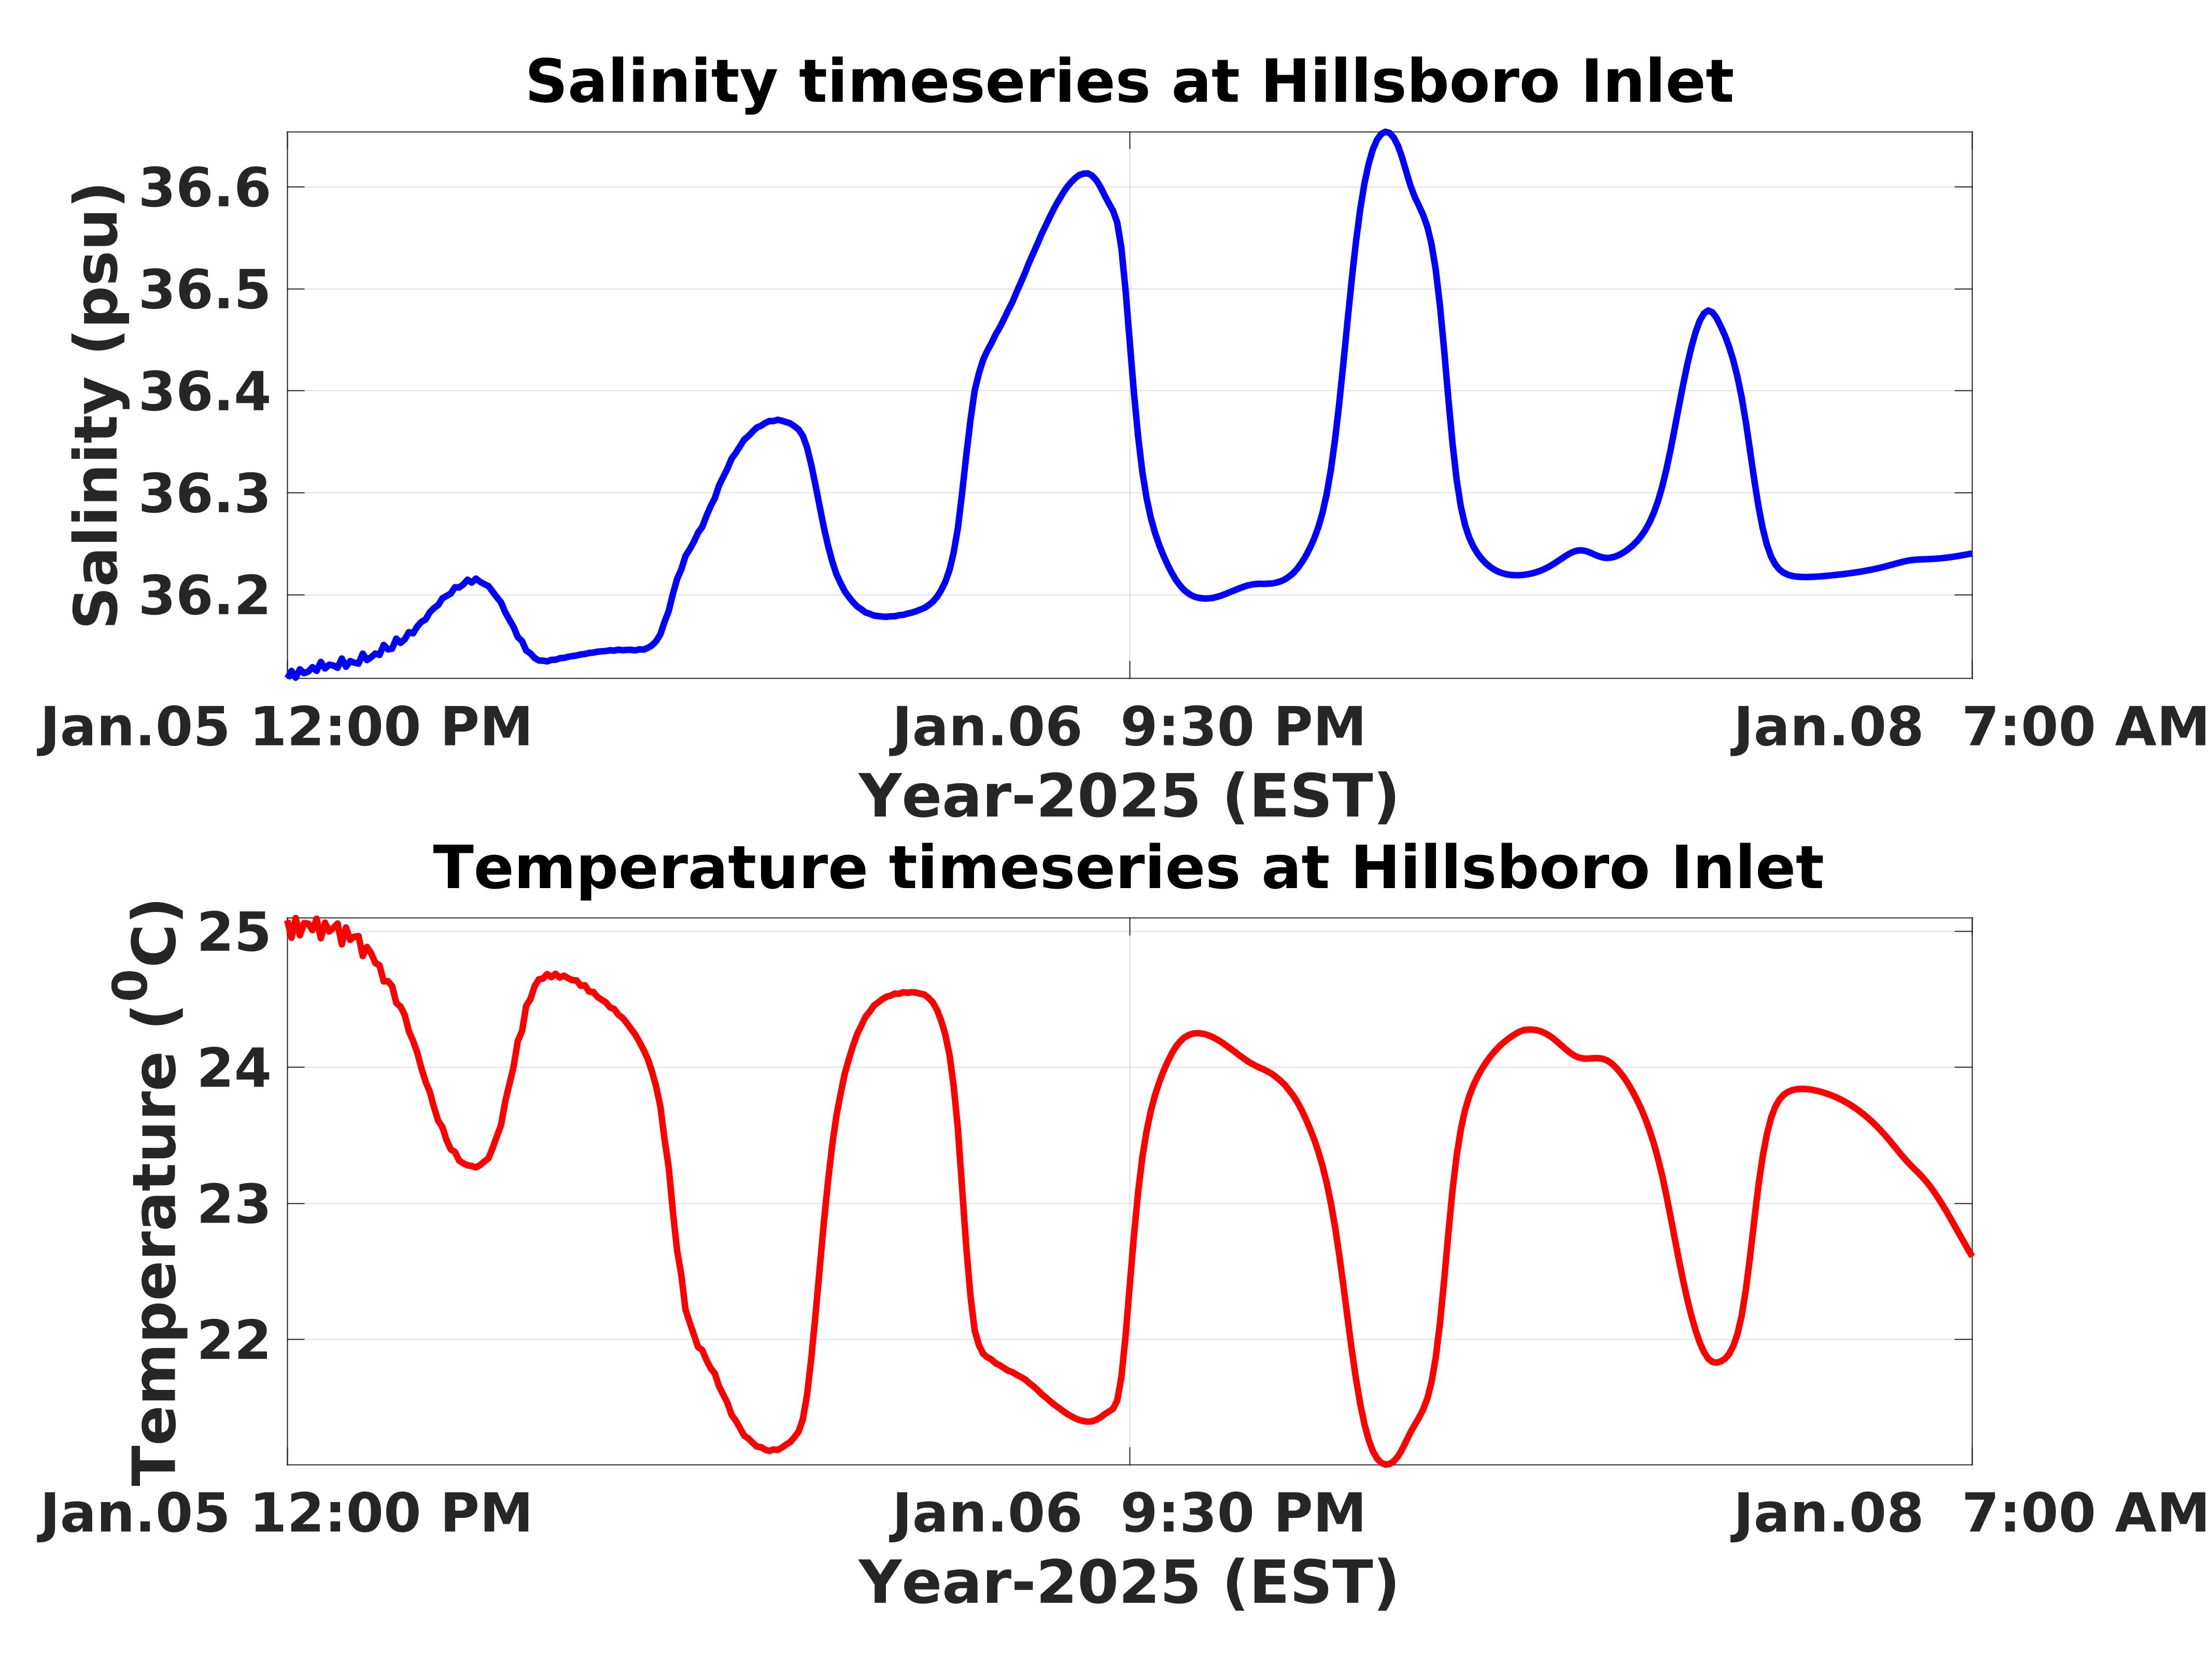 Salinity timeseries at Hillsboro Inlet
Salinity (psu)
36.6
36.5
36.4
36.3
36.2
Jan.05 12:00 PM
Jan.06  9:30 PM
Jan.08  7:00 AM
Year-2025 (EST)
Temperature timeseries at Hillsboro Inlet
Temperature (⁰C)
25
24
23
22
Jan.05 12:00 PM
Jan.06  9:30 PM
Jan.08  7:00 AM
Year-2025 (EST)